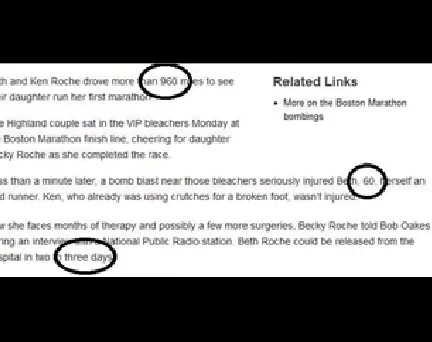 th and Ken Roche drove more than 960 miles to see
ir daughter run her first marathon.
e Highland couple sat in the VIP bleachers Monday at
Boston Marathon finish line, cheering for daughter
cky Roche as she completed the race.
ss than a minute later, a bomb blast near those bleachers seriously injured Beth, 60, herself an
d runner. Ken, who already was using crutches for a broken foot, wasn't injured.
w she faces months of therapy and possibly a few more surgeries, Becky Roche told Bob Oakes
ring an interview with a National Public Radio station. Beth Roche could be released from the
spital in two to three days.
Related Links
• More on the Boston Marathon
bombings